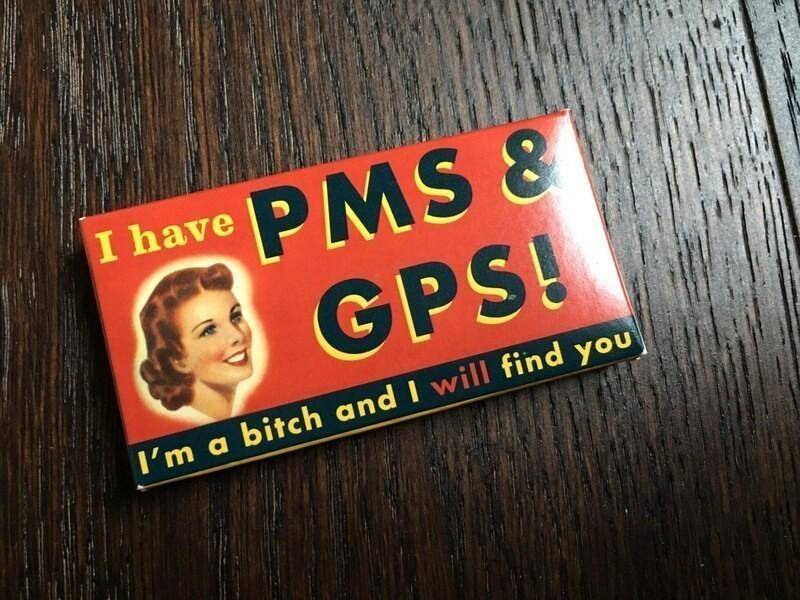 I have PMS &
GPS!
I'm a bitch and I will find you